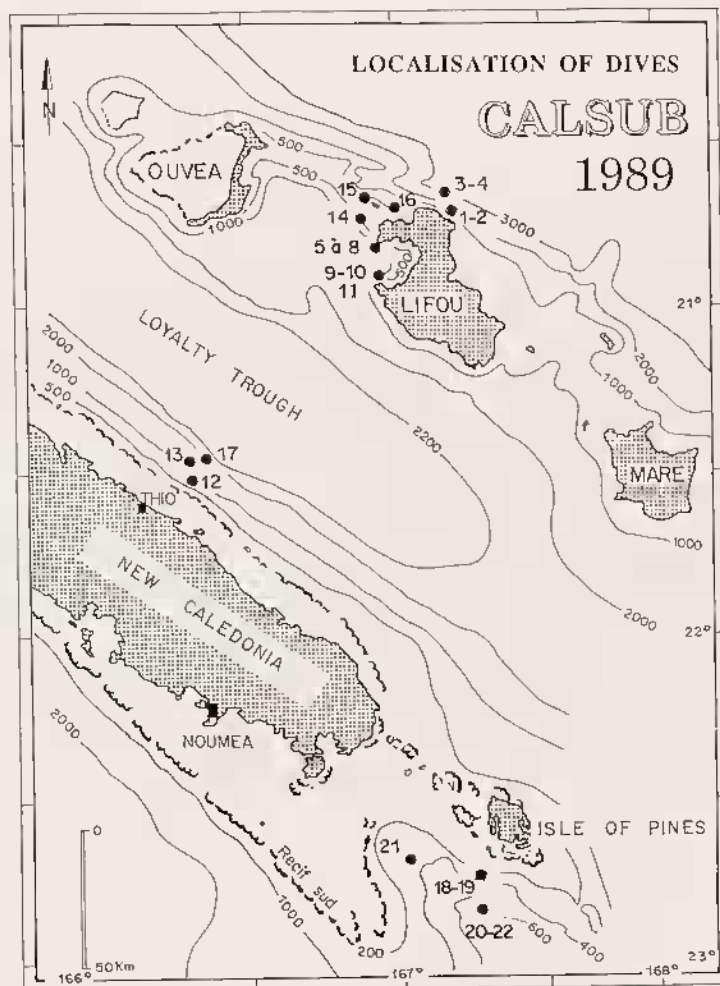 LOCALISATION OF DIVES
CALSUB
1989
N
OUVEA
500
500
1000
15
16
3-4
1-2
3000
14
5 à 8
500
9-10
11
LIFOU
21°
LOYALTY TROUGH
2000
1000
500
2000
1000
2200
13
17
12
THIO
MARE
1000
NEW CALEDONIA
2000
22°
2000
NOUMEA
0
ISLE OF PINES
21
Recif sud
18-19
1000
20-22
200
600
400
50Km
166°
167°
168°
23°